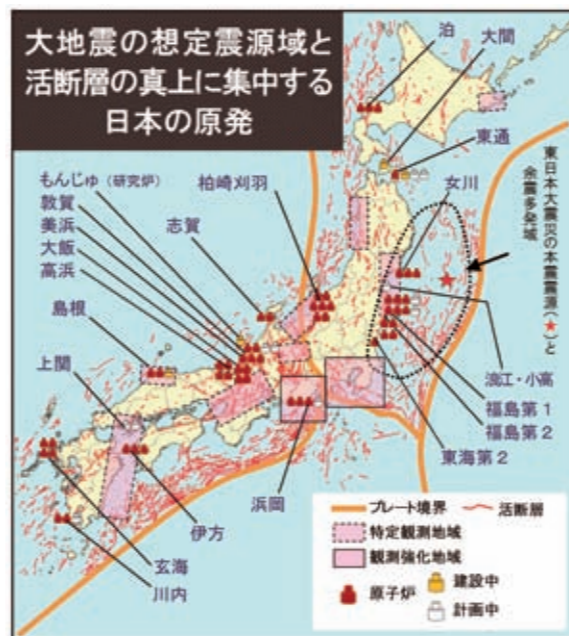 大地震の想定震源域と
活断層の真上に集中する
日本の原発
泊
大間
東通
女川
東日本大震災の本震震源(★)と
余震多発域
もんじゅ（研究炉）
敦賀
美浜
大飯
高浜
志賀
柏崎刈羽
島根
上関
浪江・小高
福島第1
福島第2
東海第2
浜岡
伊方
玄海
川内
プレート境界
活断層
特定観測地域
観測強化地域
原子炉
建設中
計画中